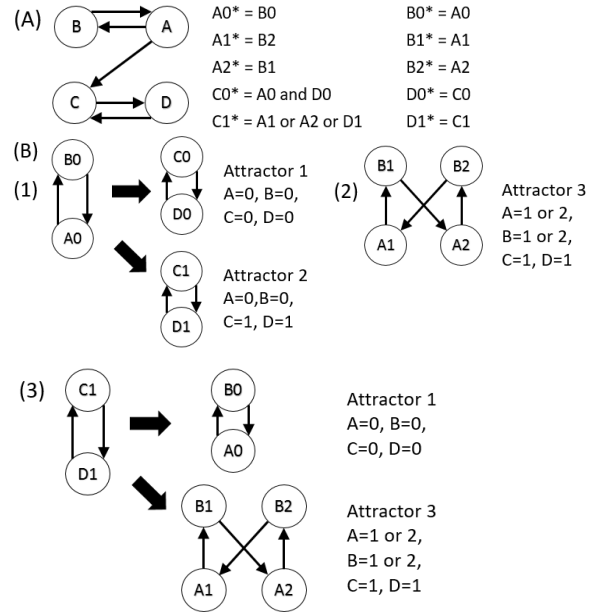 (A)
B
A
C
D
A0* = B0
B0* = A0
A1* = B2
B1* = A1
A2* = B1
B2* = A2
C0* = A0 and D0
D0* = C0
C1* = A1 or A2 or D1
D1* = C1
(B)
(1)
B0
A0
C0
D0
Attractor 1
A=0, B=0,
C=0, D=0
C1
D1
Attractor 2
A=0,B=0,
C=1, D=1
(2)
B1
B2
A1
A2
Attractor 3
A=1 or 2,
B=1 or 2,
C=1, D=1
(3)
C1
D1
B0
A0
Attractor 1
A=0, B=0,
C=0, D=0
B1
B2
A1
A2
Attractor 3
A=1 or 2,
B=1 or 2,
C=1, D=1